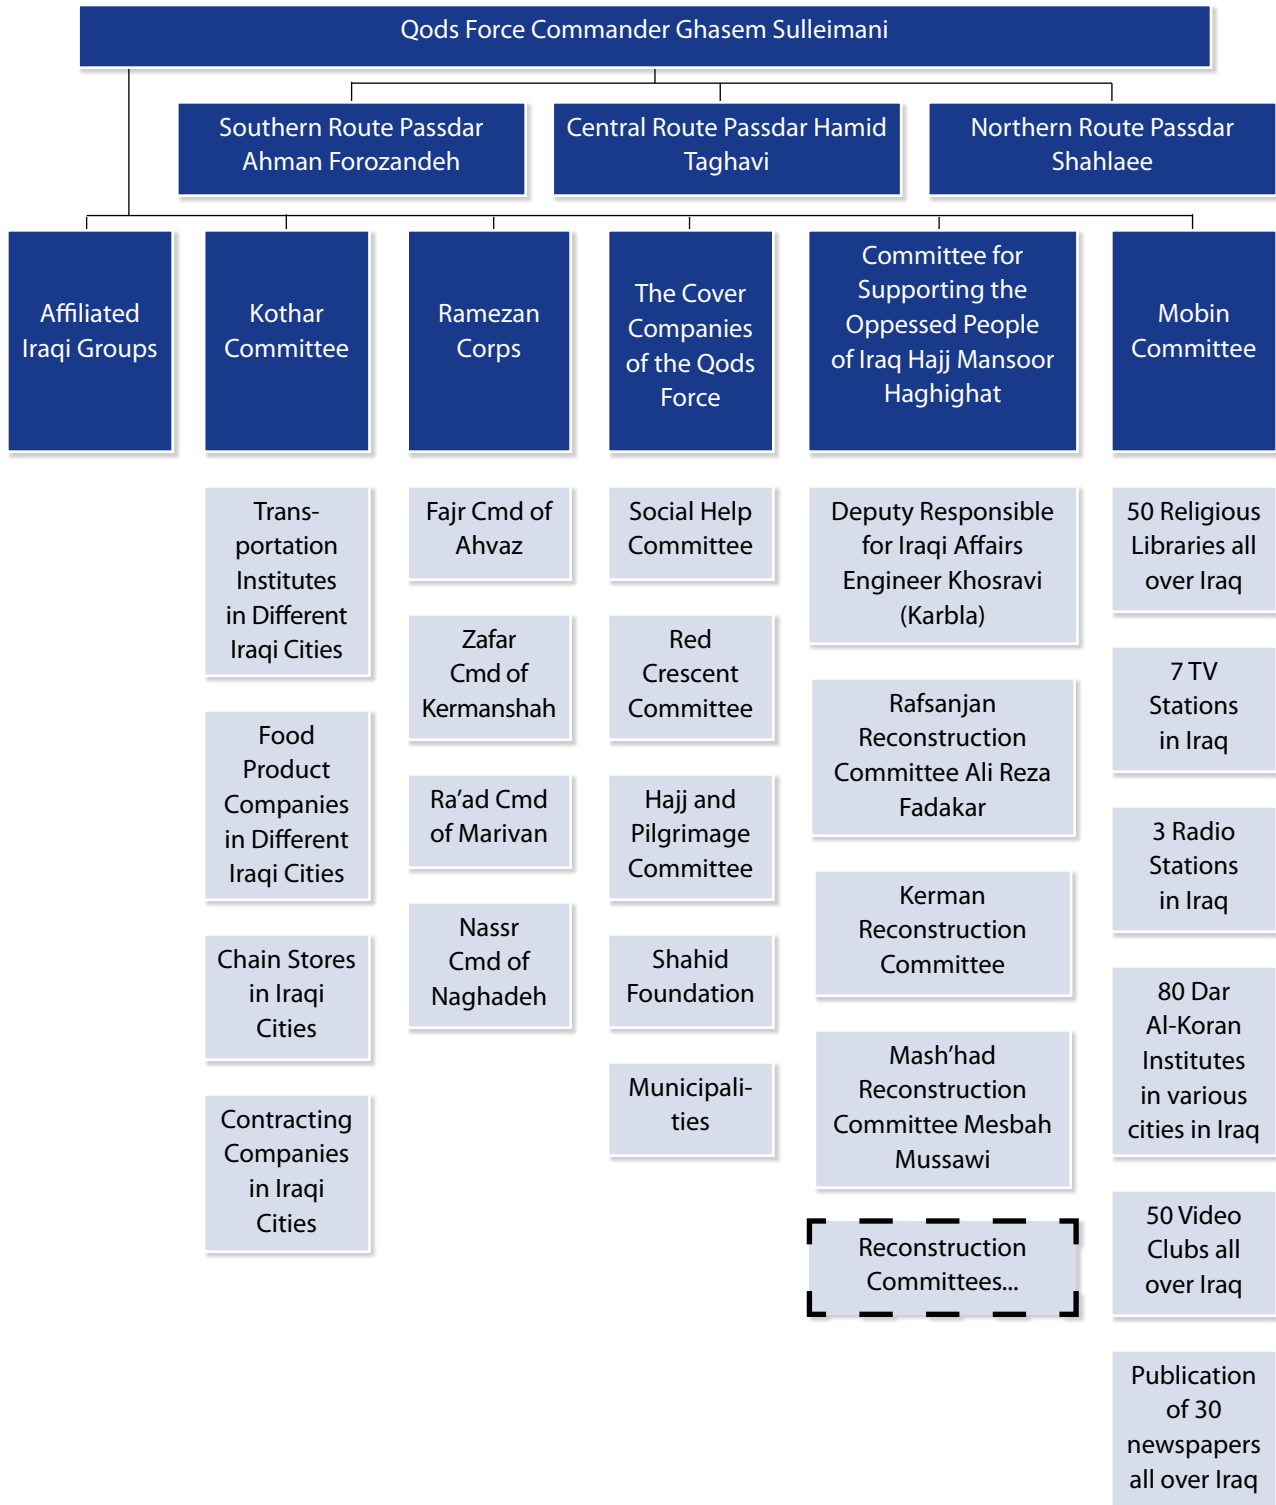 Qods Force Commander Ghasem Sulleimani
Southern Route Passdar
Ahman Forozandeh
Central Route Passdar Hamid
Taghavi
Northern Route Passdar
Shahlaee
Affiliated
Iraqi Groups
Kothar
Committee
Ramezan
Corps
The Cover
Companies
of the Qods
Force
Committee for
Supporting the
Oppessed People
of Iraq Hajj Mansoor
Haghighat
Mobin
Committee
Trans-
portation
Institutes
in Different
Iraqi Cities
Food
Product
Companies
in Different
Iraqi Cities
Chain Stores
in Iraqi
Cities
Contracting
Companies
in Iraqi
Cities
Fajr Cmd of
Ahvaz
Zafar
Cmd of
Kermanshah
Ra’ad Cmd
of Marivan
Nassr
Cmd of
Naghadeh
Social Help
Committee
Red
Crescent
Committee
Hajj and
Pilgrimage
Committee
Shahid
Foundation
Municipali-
ties
Deputy Responsible
for Iraqi Affairs
Engineer Khosravi
(Karbla)
Rafsanjan
Reconstruction
Committee Ali Reza
Fadakar
Kerman
Reconstruction
Committee
Mash’had
Reconstruction
Committee Mesbah
Mussawi
Reconstruction
Committees...
50 Religious
Libraries all
over Iraq
7 TV
Stations
in Iraq
3 Radio
Stations
in Iraq
80 Dar
Al-Koran
Institutes
in various
cities in Iraq
50 Video
Clubs all
over Iraq
Publication
of 30
newspapers
all over Iraq